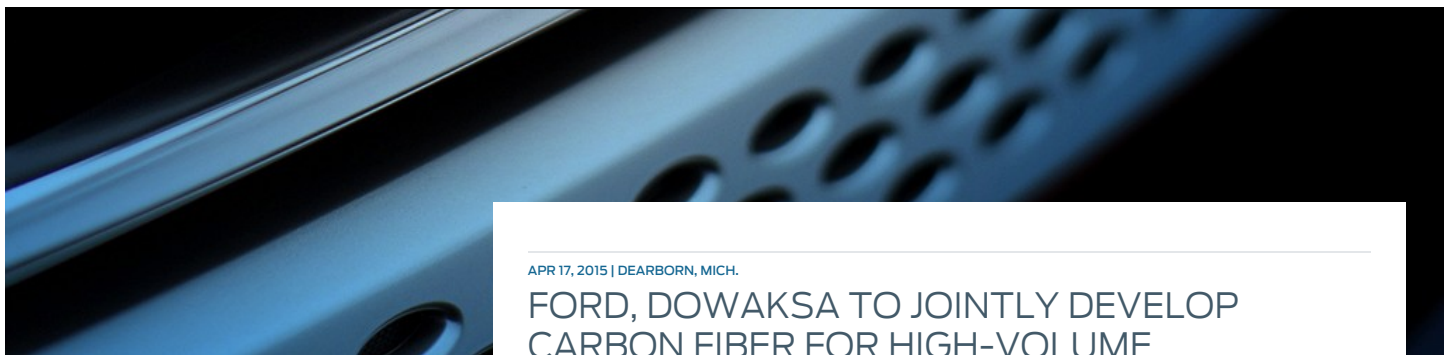 APR 17, 2015 | DEARBORN, MICH.
FORD, DOWAKSA TO JOINTLY DEVELOP
CARBON FIBER FOR HIGH-VOLUME